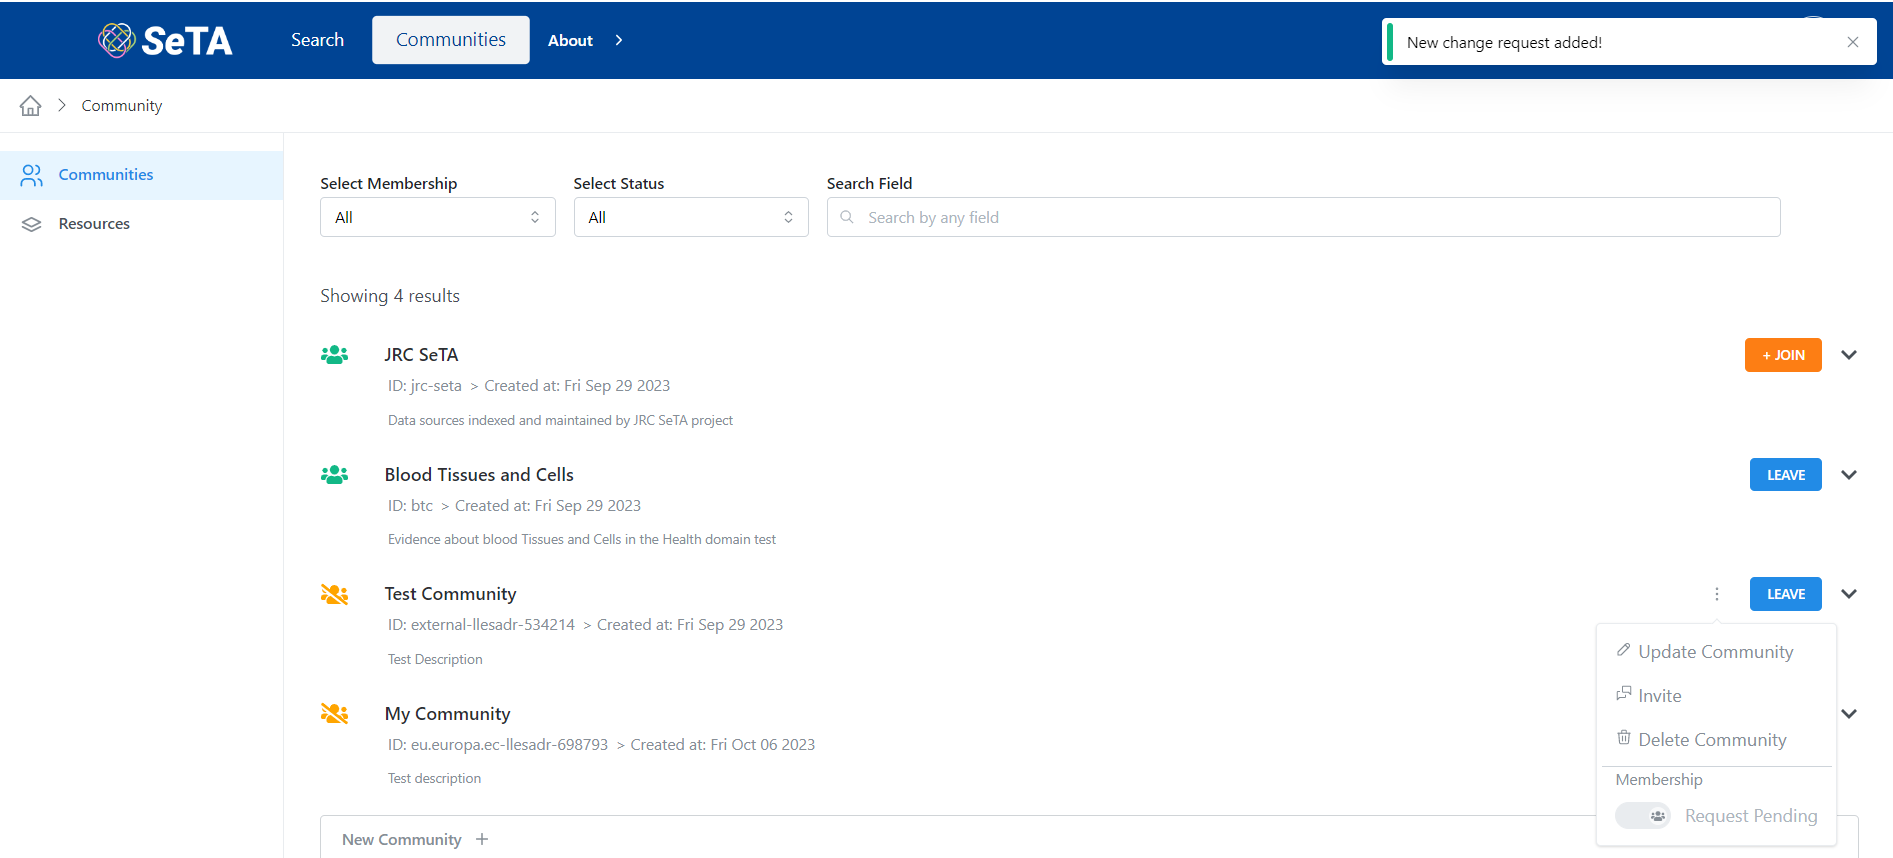 SeTA
Search
Communities
About
New change request added!
Community
Communities
Resources
Select Membership
Select Status
Search Field
All
All
Search by any field
Showing 4 results
JRC SeTA
+ JOIN
ID: jrc-seta > Created at: Fri Sep 29 2023
Data sources indexed and maintained by JRC SeTA project
Blood Tissues and Cells
LEAVE
ID: btc > Created at: Fri Sep 29 2023
Evidence about blood Tissues and Cells in the Health domain test
Test Community
LEAVE
ID: external-llesadr-534214 > Created at: Fri Sep 29 2023
Test Description
Update Community
Invite
Delete Community
Membership
Request Pending
My Community
ID: eu.europa.ec-llesadr-698793 > Created at: Fri Oct 06 2023
Test description
New Community +